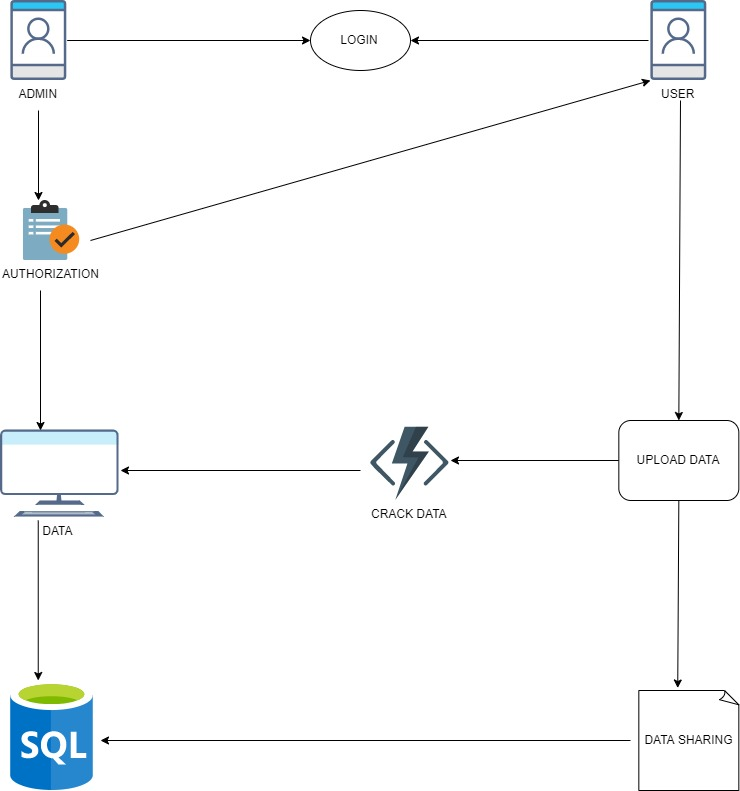 LOGIN
ADMIN
USER
AUTHORIZATION
UPLOAD DATA
CRACK DATA
DATA
SQL
DATA SHARING